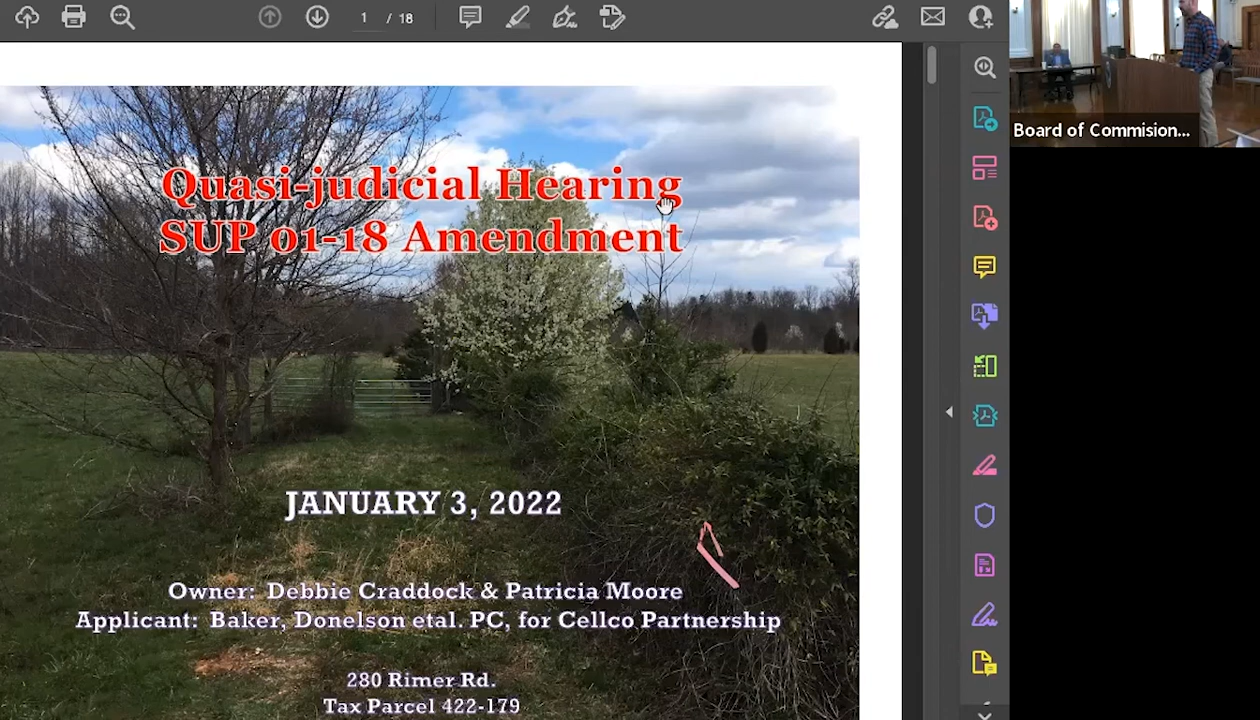 1 / 18
Board of Commision...
Quasi-judicial Hearing
SUP 01-18 Amendment
JANUARY 3, 2022
Owner: Debbie Craddock & Patricia Moore
Applicant: Baker, Donelson etal. PC, for Cellco Partnership
280 Rimer Rd.
Tax Parcel 422-179